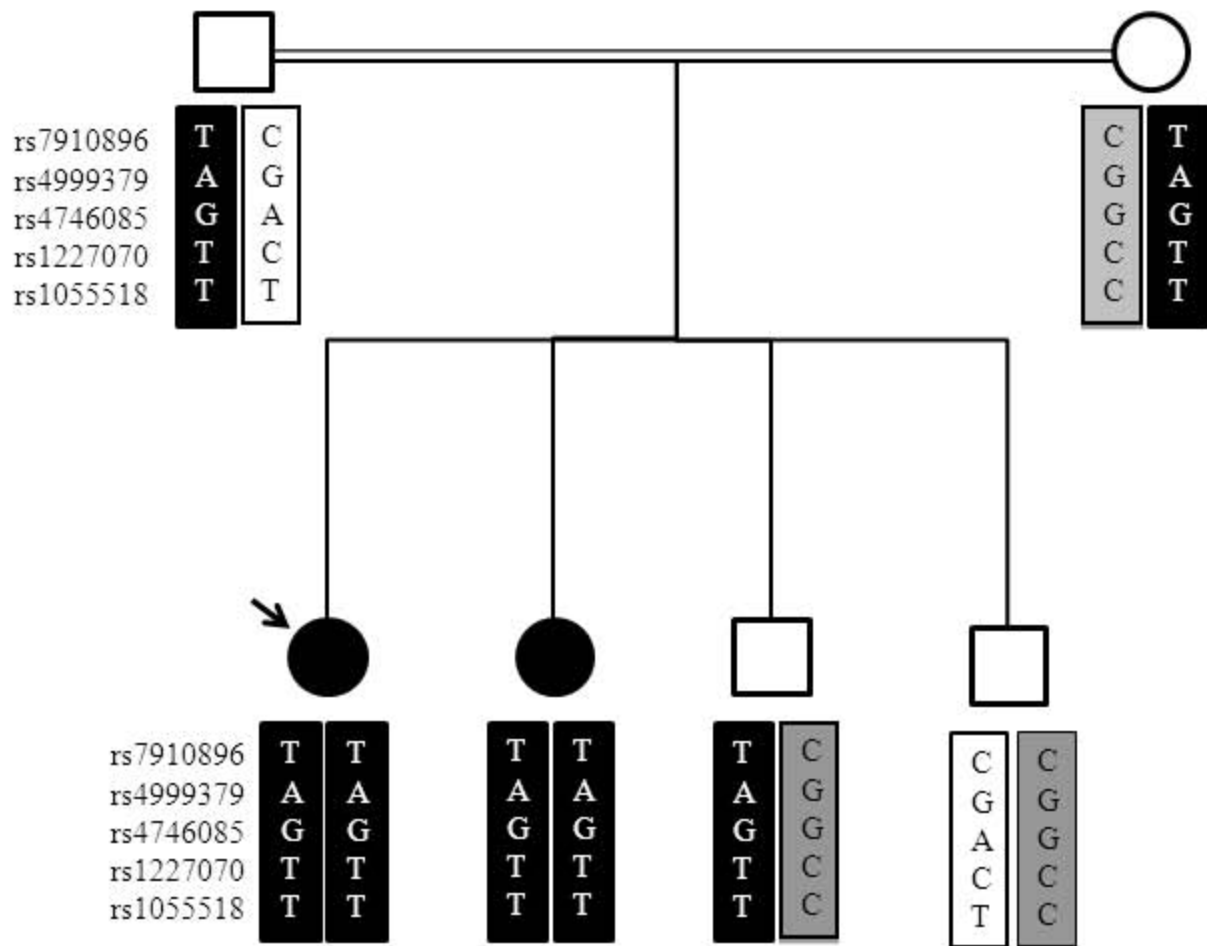 rs7910896 T C C T
rs4999379 A G G A
rs4746085 G A G G
rs1227070 T C C T
rs1055518 T T C T
rs7910896 T T T T T C C C
rs4999379 A A A A A G G G
rs4746085 G G G G G G A G
rs1227070 T T T T T C C C
rs1055518 T T T T T C T C